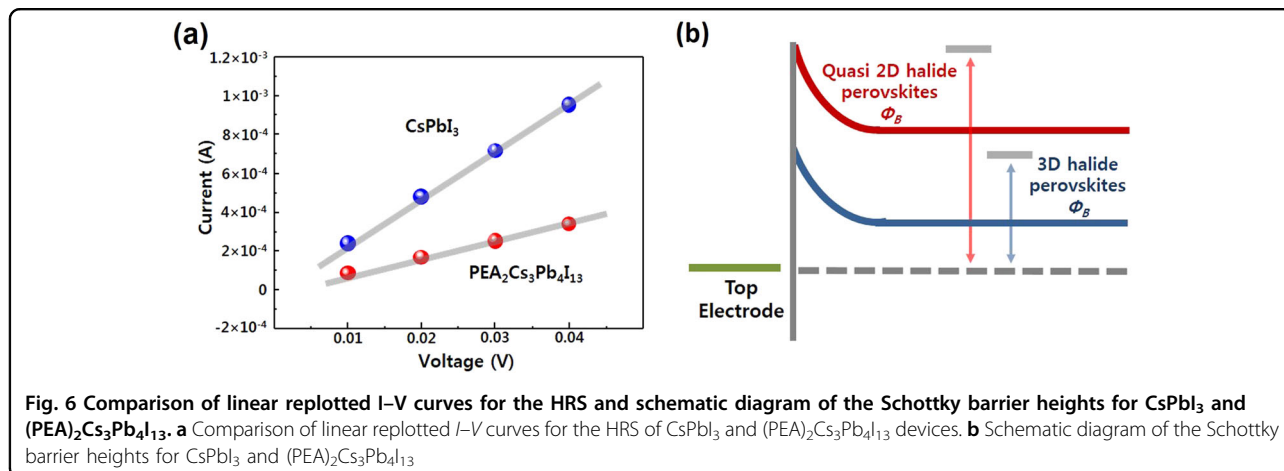 (a)
1.2×10⁻³
1×10⁻³
8×10⁻⁴
6×10⁻⁴
4×10⁻⁴
2×10⁻⁴
0
-2×10⁻⁴
Current (A)
CsPbI₃
PEA₂Cs₃Pb₄I₁₃
0.01 0.02 0.03 0.04
Voltage (V)
(b)
Quasi 2D halide
perovskites
Φ_B
3D halide
perovskites
Φ_B
Top
Electrode
Fig. 6 Comparison of linear replotted I–V curves for the HRS and schematic diagram of the Schottky barrier heights for CsPbI₃ and
(PEA)₂Cs₃Pb₄I₁₃. a Comparison of linear replotted I–V curves for the HRS of CsPbI₃ and (PEA)₂Cs₃Pb₄I₁₃ devices. b Schematic diagram of the Schottky
barrier heights for CsPbI₃ and (PEA)₂Cs₃Pb₄I₁₃